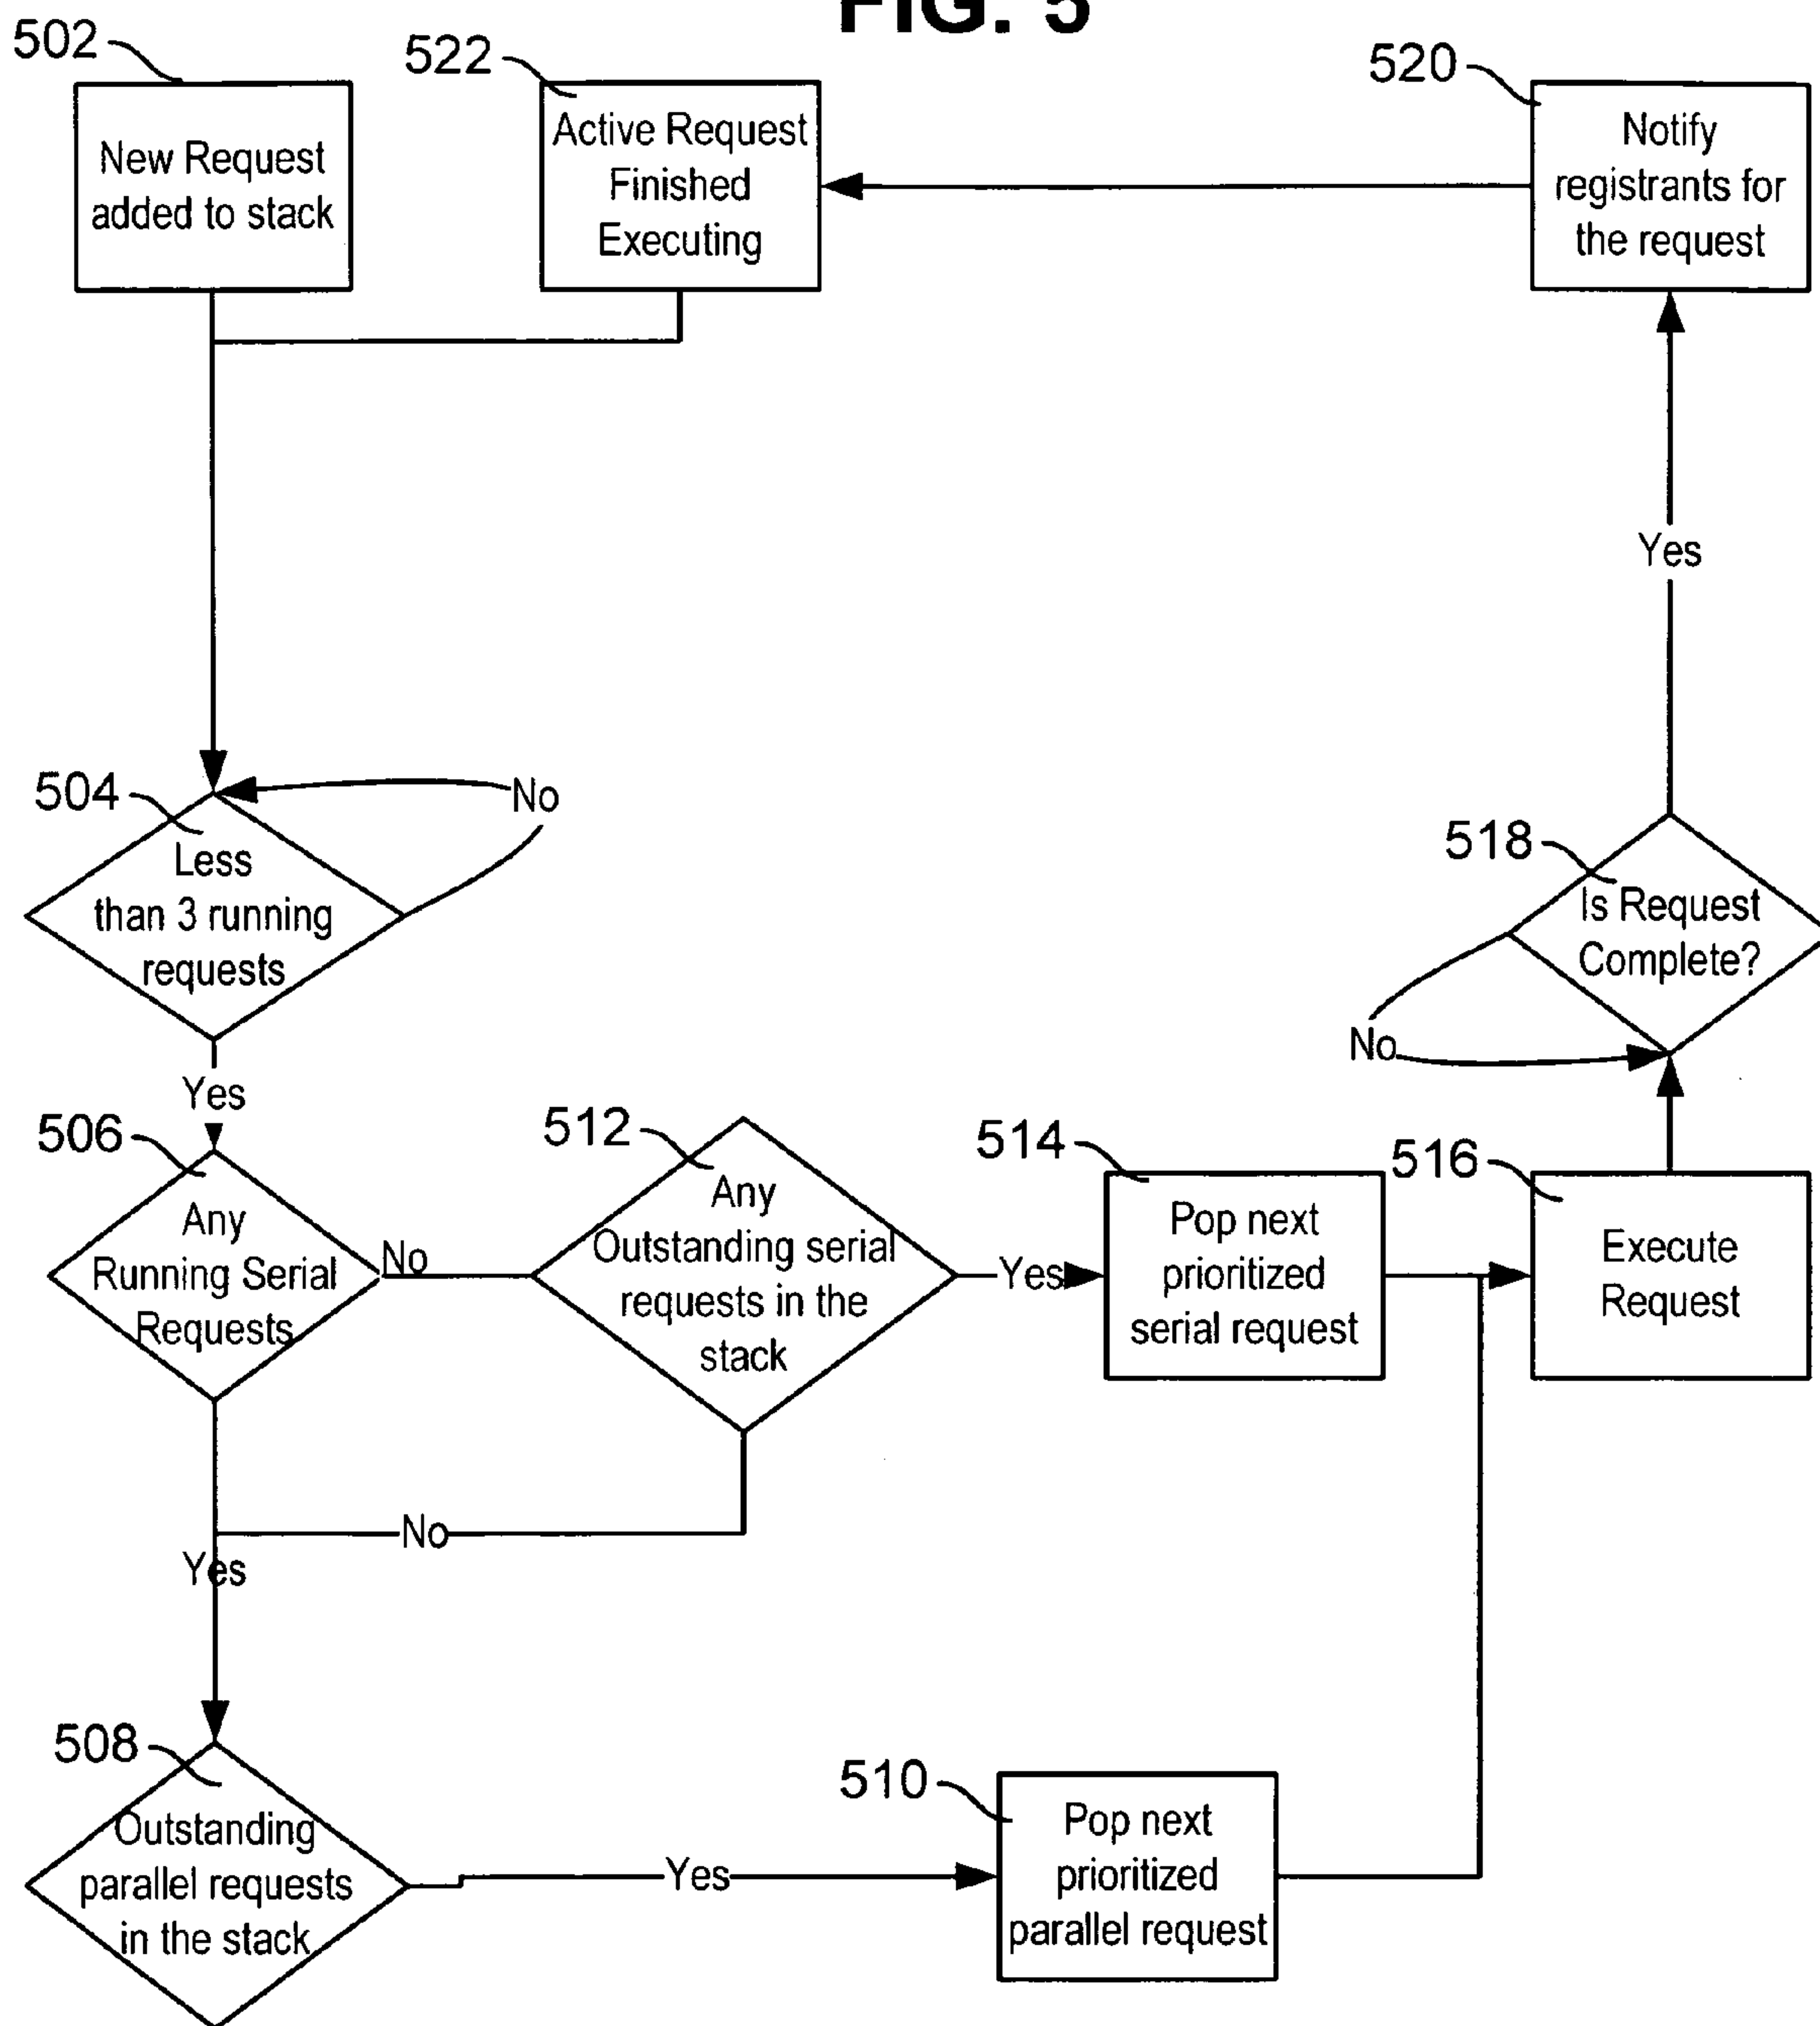 FIG. 5
502
New Request
added to stack
522
Active Request
Finished
Executing
520
Notify
registrants for
the request
Yes
504
Less
than 3 running
requests
No
518
Is Request
Complete?
No
Yes
506
Any
Running Serial
Requests
No
512
Any
Outstanding serial
requests in the
stack
Yes
514
Pop next
prioritized
serial request
516
Execute
Request
No
Yes
508
Outstanding
parallel requests
in the stack
Yes
510
Pop next
prioritized
parallel request